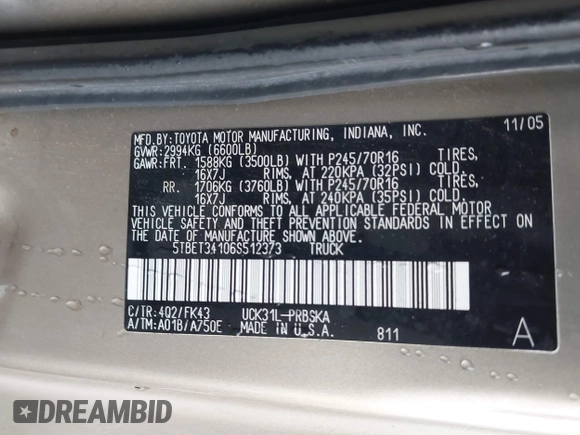 MFD.BY:TOYOTA MOTOR MANUFACTURING, INDIANA, INC. 11/05
GVWR:2994KG (6600LB)
GAWR:FRT. 1588KG (3500LB) WITH P245/70R16 TIRES,
16X7J RIMS, AT 220KPA (32PSI) COLD.
RR. 1706KG (3760LB) WITH P245/70R16 TIRES,
16X7J RIMS, AT 240KPA (35PSI) COLD.
THIS VEHICLE CONFORMS TO ALL APPLICABLE FEDERAL MOTOR
VEHICLE SAFETY AND THEFT PREVENTION STANDARDS IN EFFECT ON
THE DATE OF MANUFACTURE SHOWN ABOVE.
5TBET34106S512373 TRUCK
C/TR:4Q2/FK43 UCK31L-PRBSKA
A/TM:A01B/A750E MADE IN U.S.A. 811 A
DREAMBID